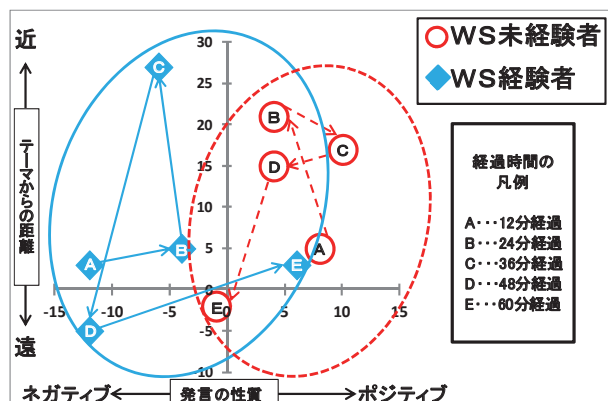 近
テーマからの距離
遠
30
25
20
15
10
5
0
-5
10
-15
-10
-5
0
5
10
15
A
B
C
D
E
A
B
C
D
E
ネガティブ
発言の性質
ポジティブ
WS未経験者
WS経験者
経過時間の
凡例
A・・・12分経過
B・・・24分経過
C・・・36分経過
D・・・48分経過
E・・・60分経過